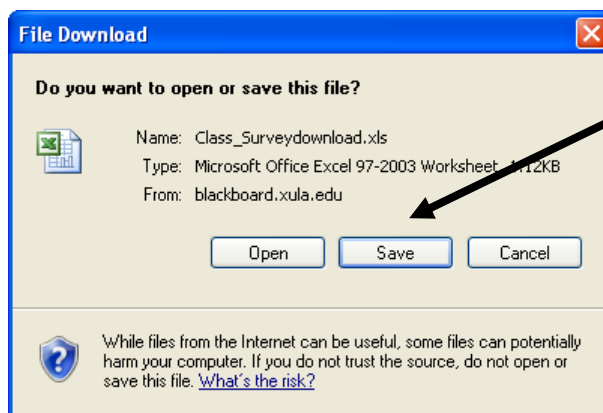 File Download
Do you want to open or save this file?
Name: Class_Surveydownload.xls
Type: Microsoft Office Excel 97-2003 Worksheet
From: blackboard.xula.edu
Open Save Cancel
While files from the Internet can be useful, some files can potentially
harm your computer. If you do not trust the source, do not open or
save this file. What's the risk?